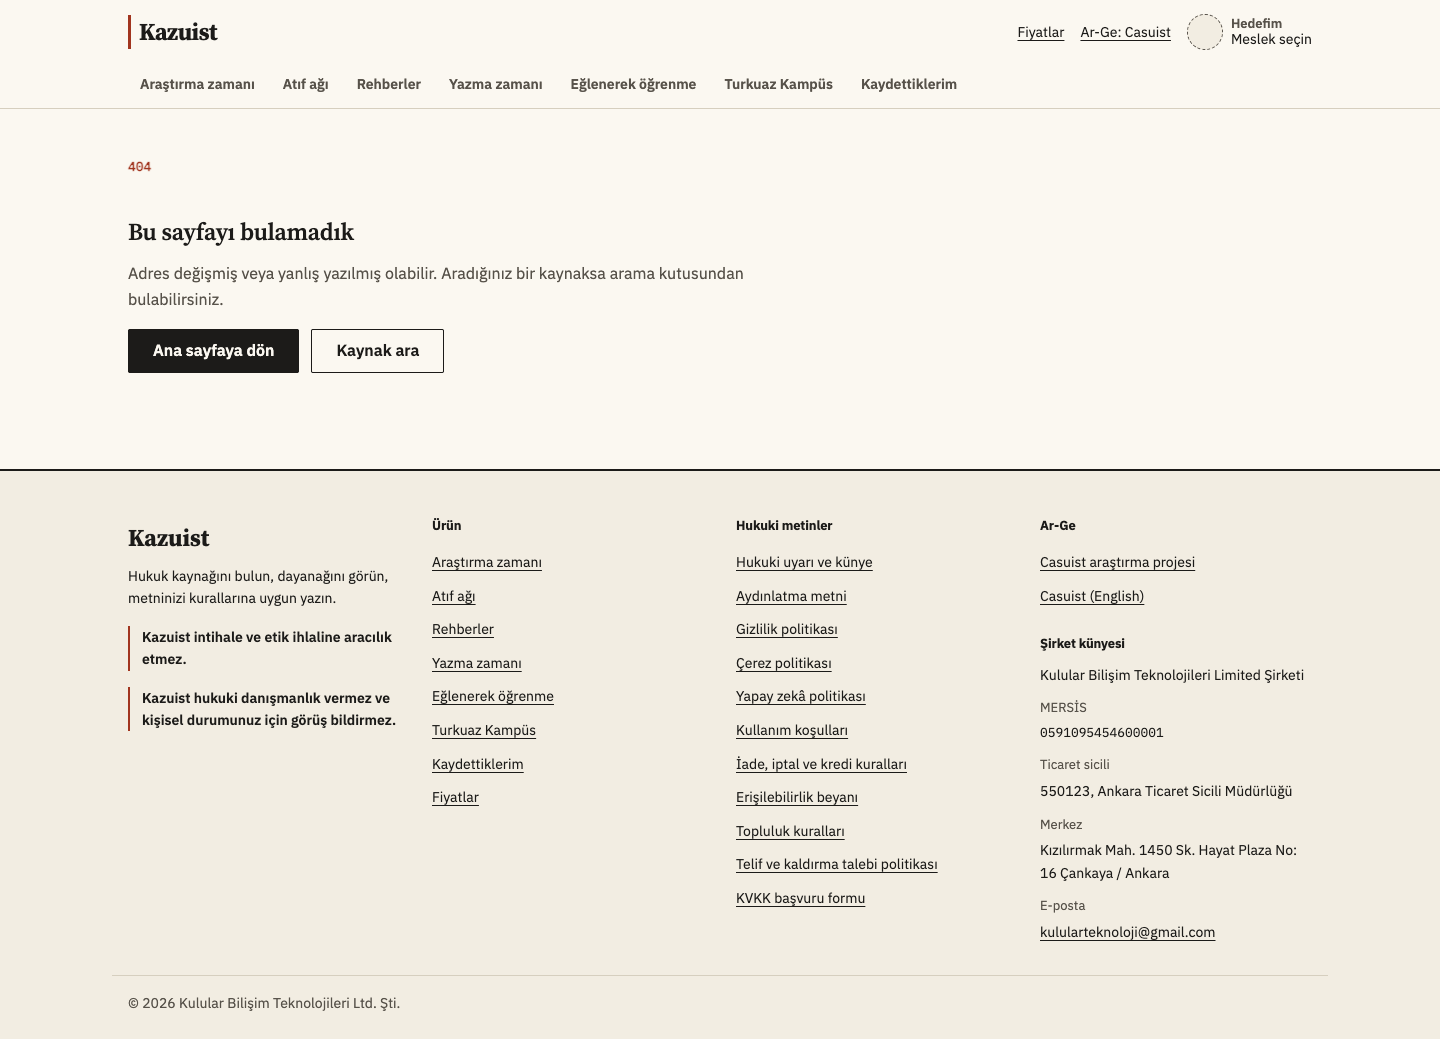 Kazuist
Fiyatlar
Ar-Ge: Casuist
Hedefim
Meslek seçin
Araştırma zamanı
Atıf ağı
Rehberler
Yazma zamanı
Eğlenerek öğrenme
Turkuaz Kampüs
Kaydettiklerim
404
Bu sayfayı bulamadık
Adres değişmiş veya yanlış yazılmış olabilir. Aradığınız bir kaynaksa arama kutusundan
bulabilirsiniz.
Ana sayfaya dön
Kaynak ara
Kazuist
Hukuk kaynağını bulun, dayanağını görün,
metninizi kurallarına uygun yazın.
Kazuist intihale ve etik ihlaline aracılık
etmez.
Kazuist hukuki danışmanlık vermez ve
kişisel durumunuz için görüş bildirmez.
Ürün
Araştırma zamanı
Atıf ağı
Rehberler
Yazma zamanı
Eğlenerek öğrenme
Turkuaz Kampüs
Kaydettiklerim
Fiyatlar
Hukuki metinler
Hukuki uyarı ve künye
Aydınlatma metni
Gizlilik politikası
Çerez politikası
Yapay zekâ politikası
Kullanım koşulları
İade, iptal ve kredi kuralları
Erişilebilirlik beyanı
Topluluk kuralları
Telif ve kaldırma talebi politikası
KVKK başvuru formu
Ar-Ge
Casuist araştırma projesi
Casuist (English)
Şirket künyesi
Kulular Bilişim Teknolojileri Limited Şirketi
MERSİS
0591095454600001
Ticaret sicili
550123, Ankara Ticaret Sicili Müdürlüğü
Merkez
Kızılırmak Mah. 1450 Sk. Hayat Plaza No:
16 Çankaya / Ankara
E-posta
kulularteknoloji@gmail.com
© 2026 Kulular Bilişim Teknolojileri Ltd. Şti.